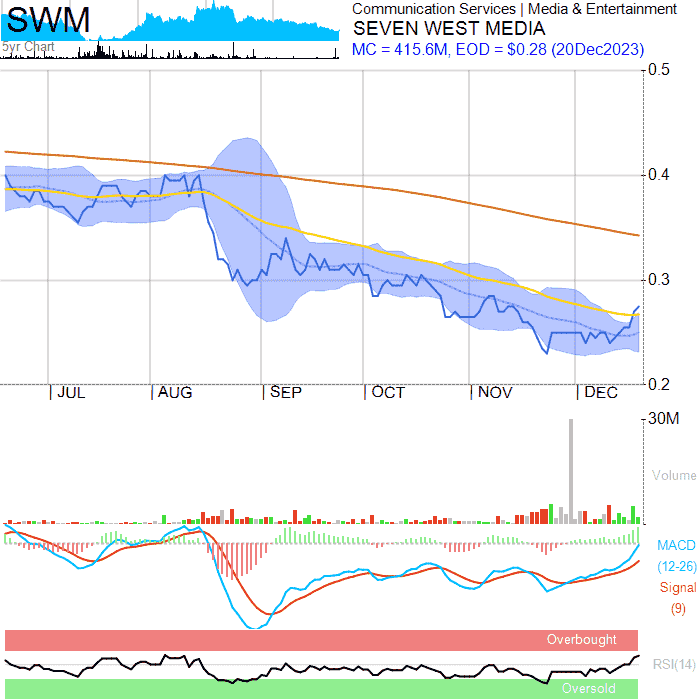 SWM
Communication Services | Media & Entertainment
SEVEN WEST MEDIA
5yr Chart
MC = 415.6M, EOD = $0.28 (20Dec2023)
0.5
0.4
0.3
0.2
JUL AUG SEP OCT NOV DEC
30M
Volume
MACD
(12-26)
Signal
(9)
Overbought
RSI(14)
Oversold